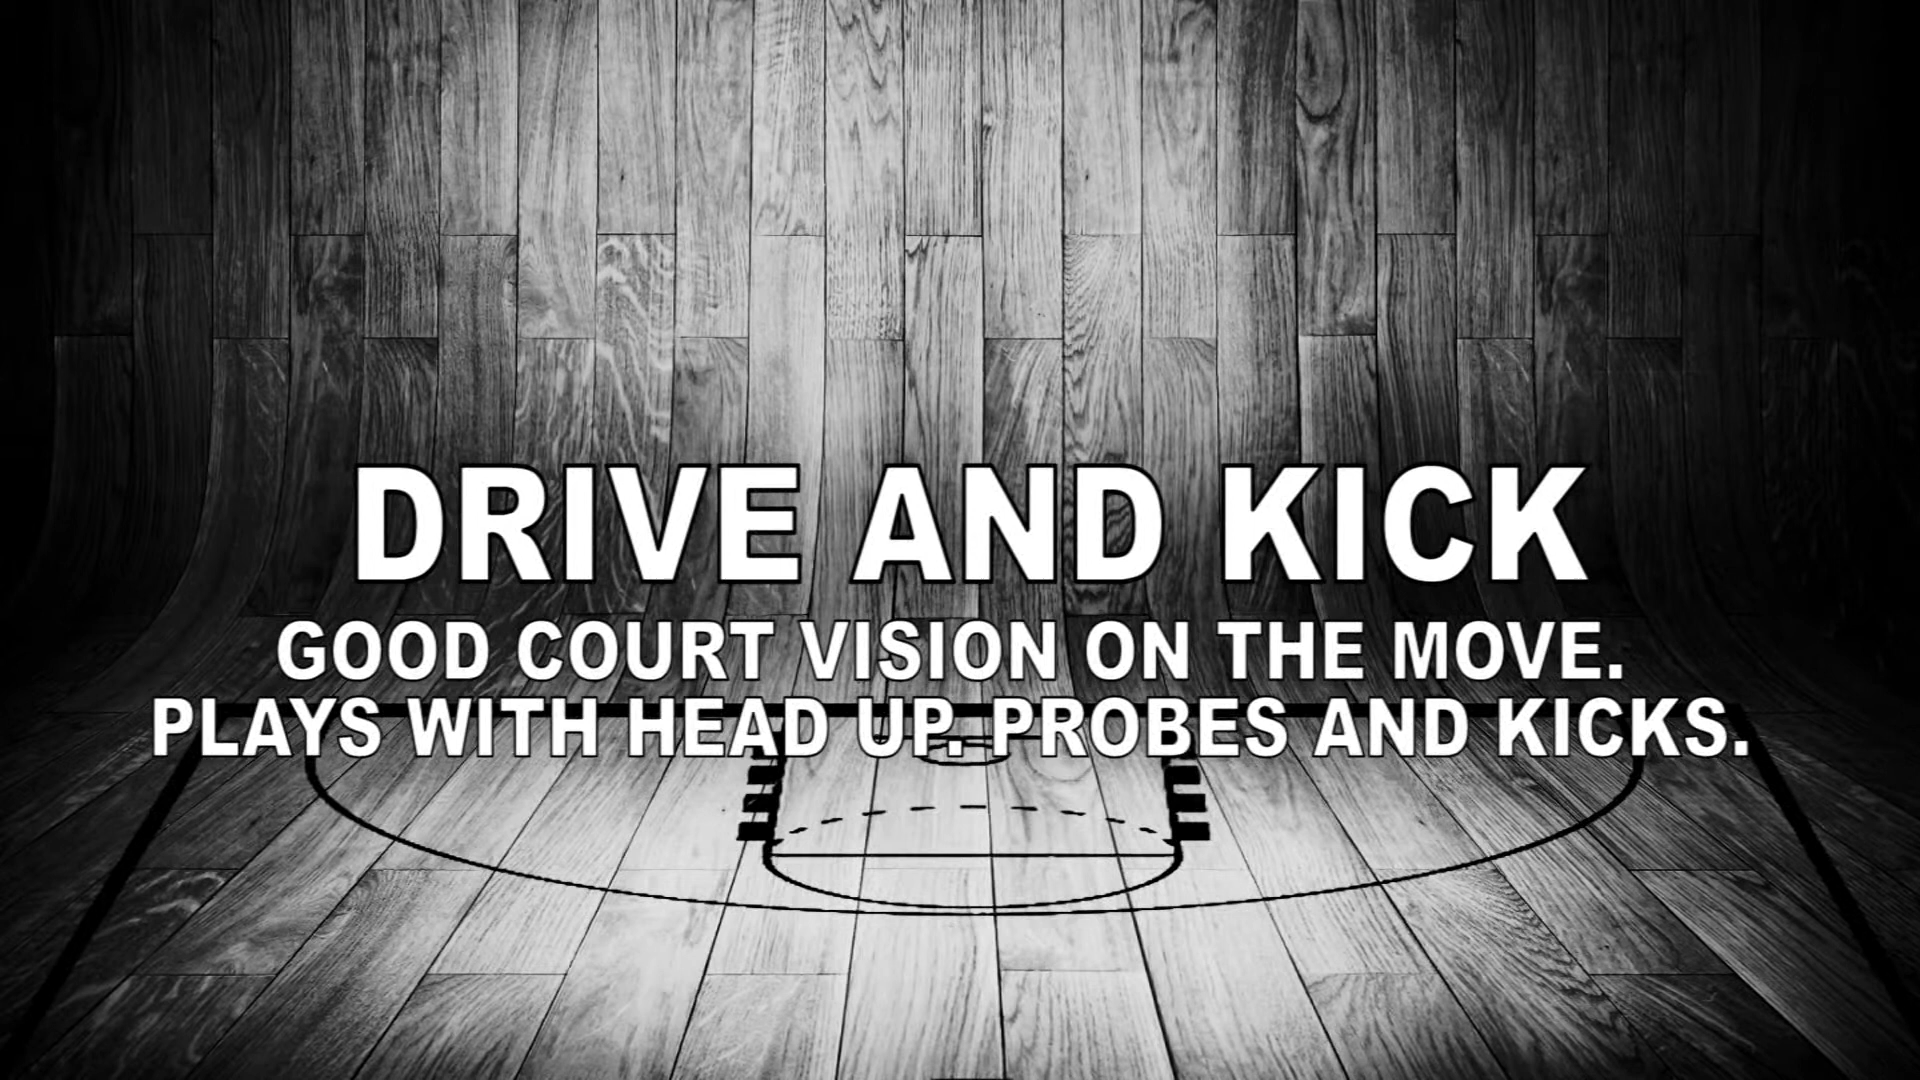 DRIVE AND KICK
GOOD COURT VISION ON THE MOVE.
PLAYS WITH HEAD UP. PROBES AND KICKS.